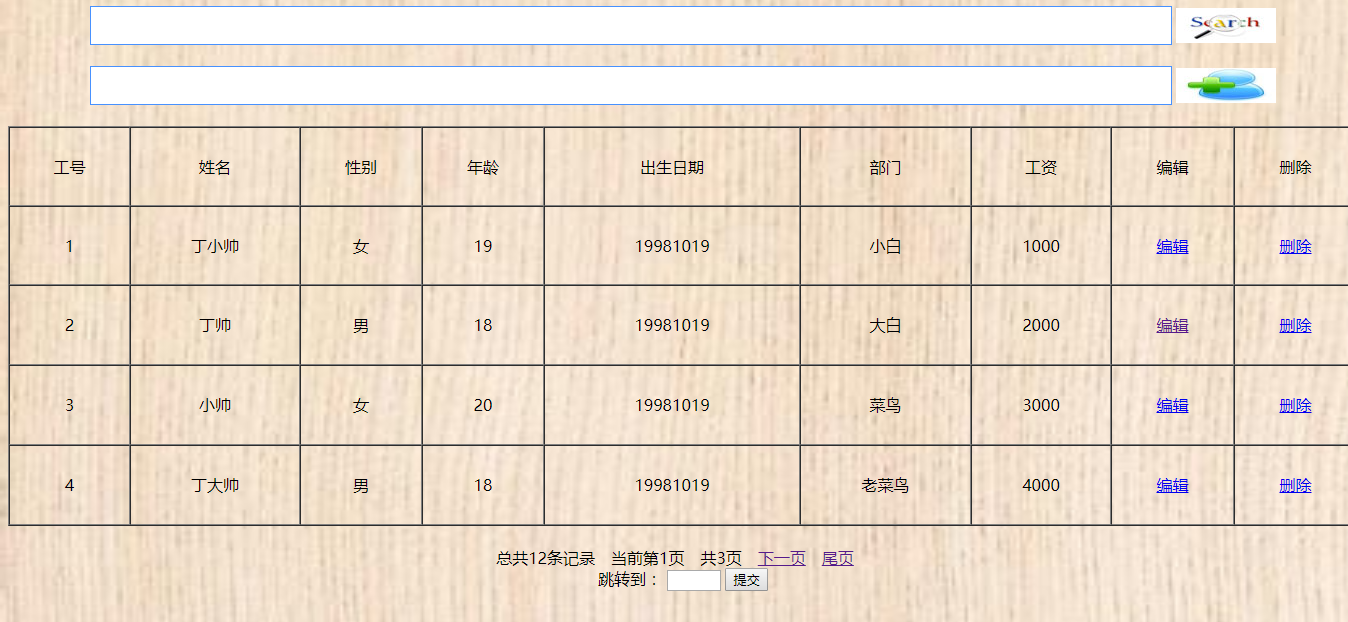 Search
工号 姓名 性别 年龄 出生日期 部门 工资 编辑 删除
1 丁小帅 女 19 19981019 小白 1000 编辑 删除
2 丁帅 男 18 19981019 大白 2000 编辑 删除
3 小帅 女 20 19981019 菜鸟 3000 编辑 删除
4 丁大帅 男 18 19981019 老菜鸟 4000 编辑 删除
总共12条记录 当前第1页 共3页 下一页 尾页
跳转到： 提交